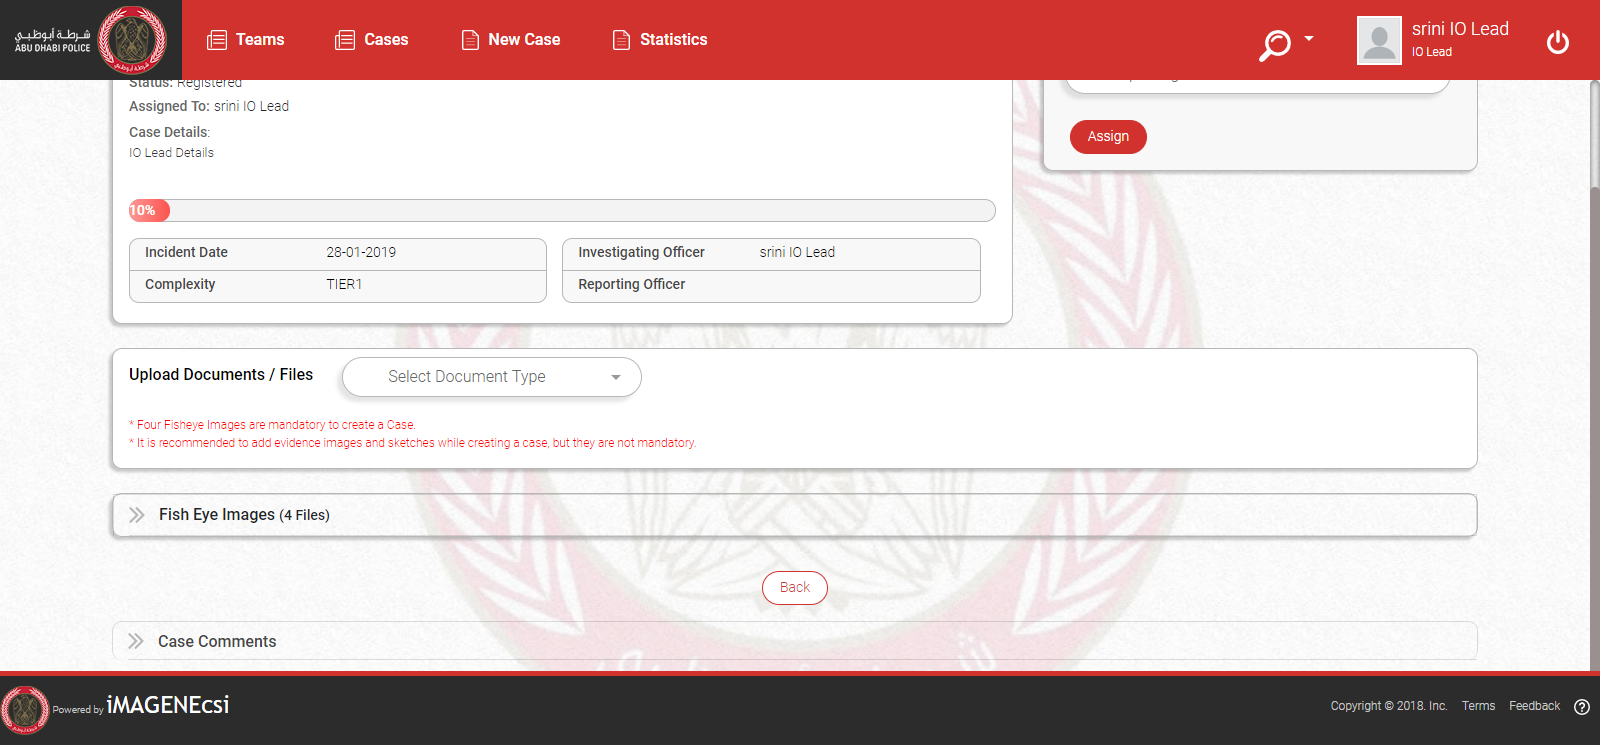 شرطة أبوظبي
ABU DHABI POLICE
Teams
Cases
New Case
Statistics
srini IO Lead
IO Lead
Status: Registered
Assigned To: srini IO Lead
Case Details:
IO Lead Details
Assign
10%
Incident Date 28-01-2019
Complexity TIER1
Investigating Officer srini IO Lead
Reporting Officer
Upload Documents / Files
Select Document Type
* Four Fisheye Images are mandatory to create a Case.
* It is recommended to add evidence images and sketches while creating a case, but they are not mandatory.
Fish Eye Images (4 Files)
Back
Case Comments
Powered by iMAGENEcsi
Copyright © 2018. Inc. Terms Feedback